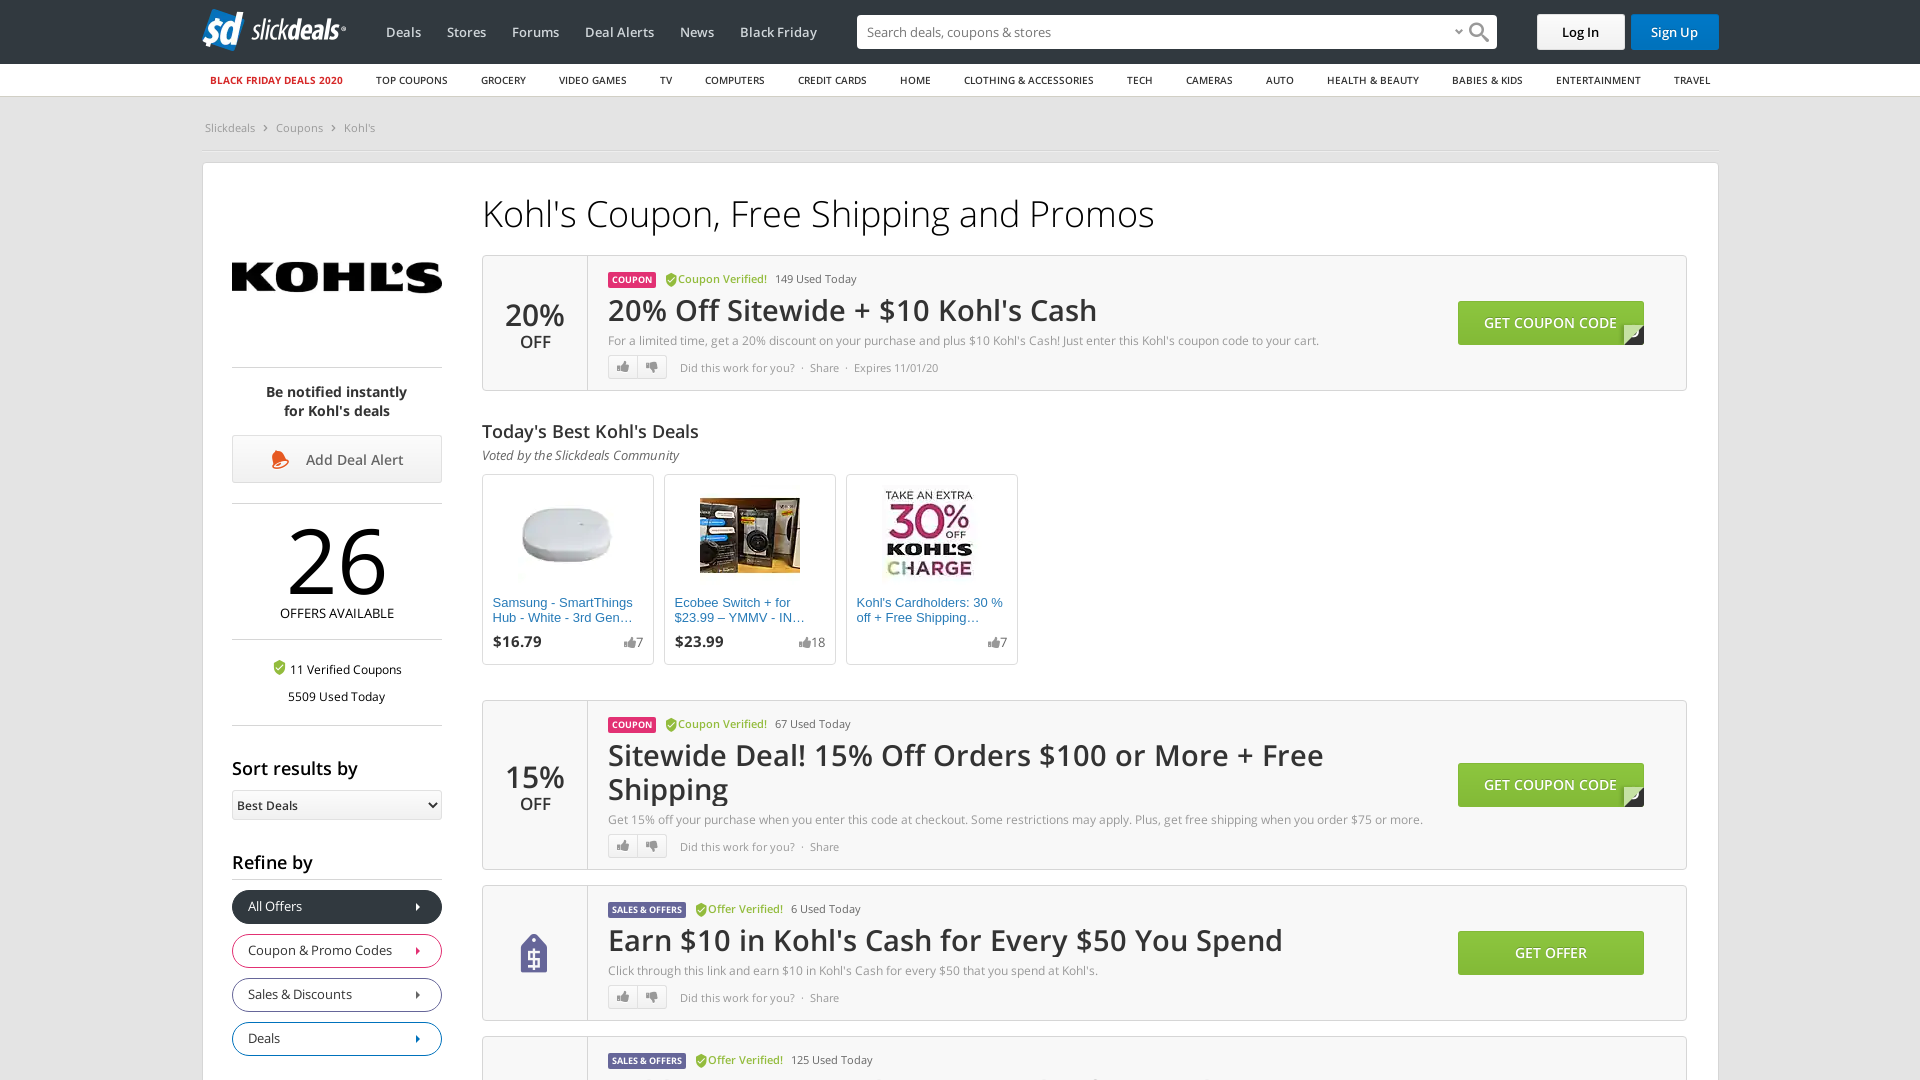 slickdeals
Deals Stores Forums Deal Alerts News Black Friday
Search deals, coupons & stores
Log In
Sign Up
BLACK FRIDAY DEALS 2020 TOP COUPONS GROCERY VIDEO GAMES TV COMPUTERS CREDIT CARDS HOME CLOTHING & ACCESSORIES TECH CAMERAS AUTO HEALTH & BEAUTY BABIES & KIDS ENTERTAINMENT TRAVEL
Slickdeals > Coupons > Kohl's
KOHL'S
Be notified instantly
for Kohl's deals
Add Deal Alert
26
OFFERS AVAILABLE
11 Verified Coupons
5509 Used Today
Sort results by
Best Deals
Refine by
All Offers
Coupon & Promo Codes
Sales & Discounts
Deals
Kohl's Coupon, Free Shipping and Promos
20%
OFF
COUPON Coupon Verified! 149 Used Today
20% Off Sitewide + $10 Kohl's Cash
For a limited time, get a 20% discount on your purchase and plus $10 Kohl's Cash! Just enter this Kohl's coupon code to your cart.
Did this work for you? · Share · Expires 11/01/20
GET COUPON CODE
Today's Best Kohl's Deals
Voted by the Slickdeals Community
Samsung - SmartThings
Hub - White - 3rd Gen…
$16.79
7
Ecobee Switch + for
$23.99 – YMMV - IN…
$23.99
18
TAKE AN EXTRA
30%
OFF
KOHL'S
CHARGE
Kohl's Cardholders: 30 %
off + Free Shipping…
7
15%
OFF
COUPON Coupon Verified! 67 Used Today
Sitewide Deal! 15% Off Orders $100 or More + Free
Shipping
Get 15% off your purchase when you enter this code at checkout. Some restrictions may apply. Plus, get free shipping when you order $75 or more.
Did this work for you? · Share
GET COUPON CODE
SALES & OFFERS Offer Verified! 6 Used Today
Earn $10 in Kohl's Cash for Every $50 You Spend
Click through this link and earn $10 in Kohl's Cash for every $50 that you spend at Kohl's.
Did this work for you? · Share
GET OFFER
SALES & OFFERS Offer Verified! 125 Used Today